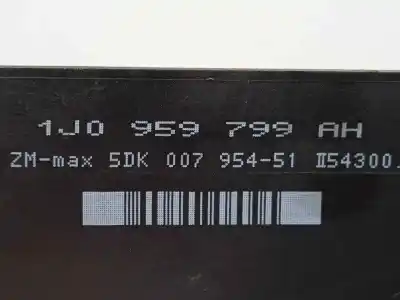 1J0 959 799 AH
ZM-max 5DK 007 954-51 II54300.